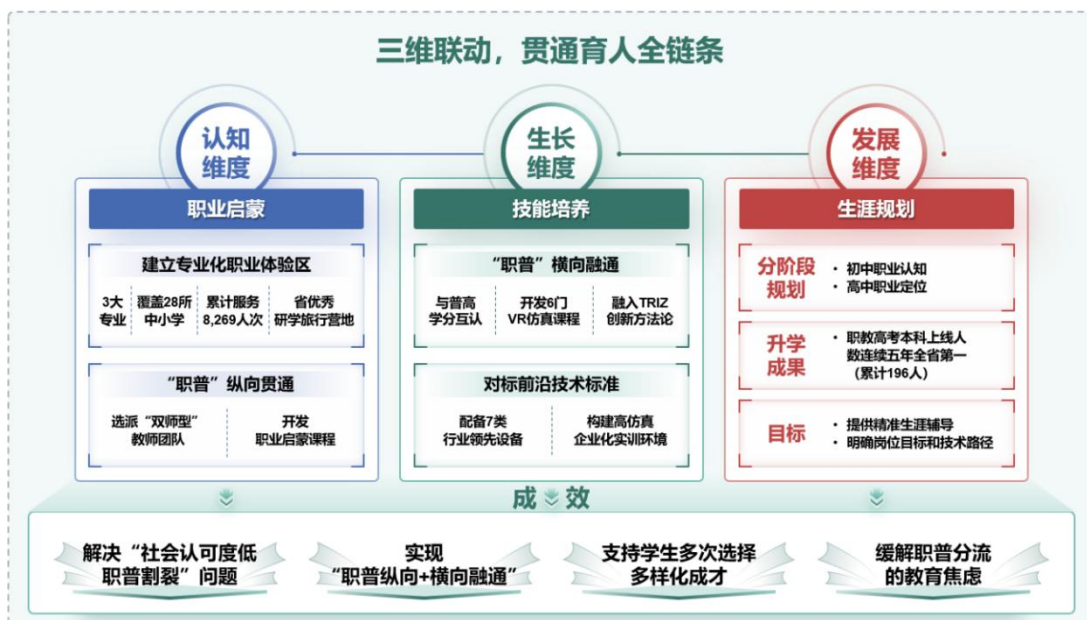 三维联动，贯通育人全链条
认知
维度
职业启蒙
建立专业化职业体验区
3大
专业
覆盖28所
中小学
累计服务
8,269人次
省优秀
研学旅行营地
“职普”纵向贯通
选派“双师型”
教师团队
开发
职业启蒙课程
生长
维度
技能培养
“职普”横向融通
与普高
学分互认
开发6门
VR仿真课程
融入TRIZ
创新方法论
对标前沿技术标准
配备7类
行业领先设备
构建高仿真
企业化实训环境
发展
维度
生涯规划
分阶段
规划
· 初中职业认知
· 高中职业定位
升学
成果
· 职教高考本科上线人
数连续五年全省第一
（累计196人）
目标
· 提供精准生涯辅导
· 明确岗位目标和技术路径
成效
解决“社会认可度低
职普割裂”问题
实现
“职普纵向+横向融通”
支持学生多次选择
多样化成才
缓解职普分流
的教育焦虑